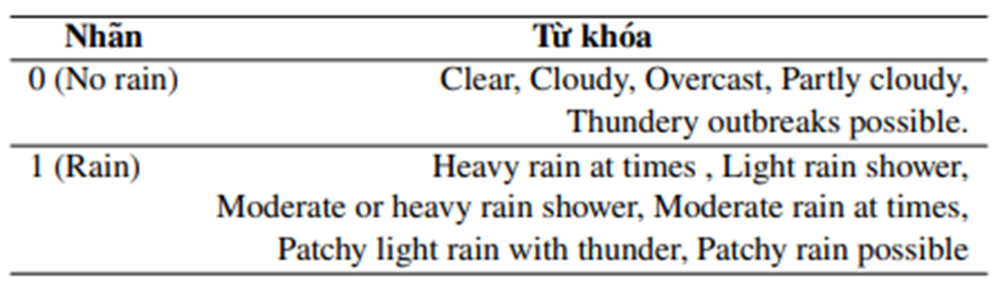 Nhãn Từ khóa
0 (No rain) Clear, Cloudy, Overcast, Partly cloudy,
Thundery outbreaks possible.
1 (Rain) Heavy rain at times , Light rain shower,
Moderate or heavy rain shower, Moderate rain at times,
Patchy light rain with thunder, Patchy rain possible